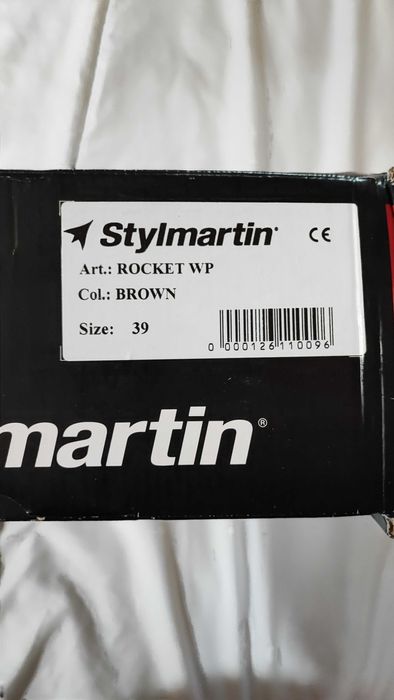 Stylmartin® CE
Art.: ROCKET WP
Col.: BROWN
Size: 39
0 000126 110096
martin®